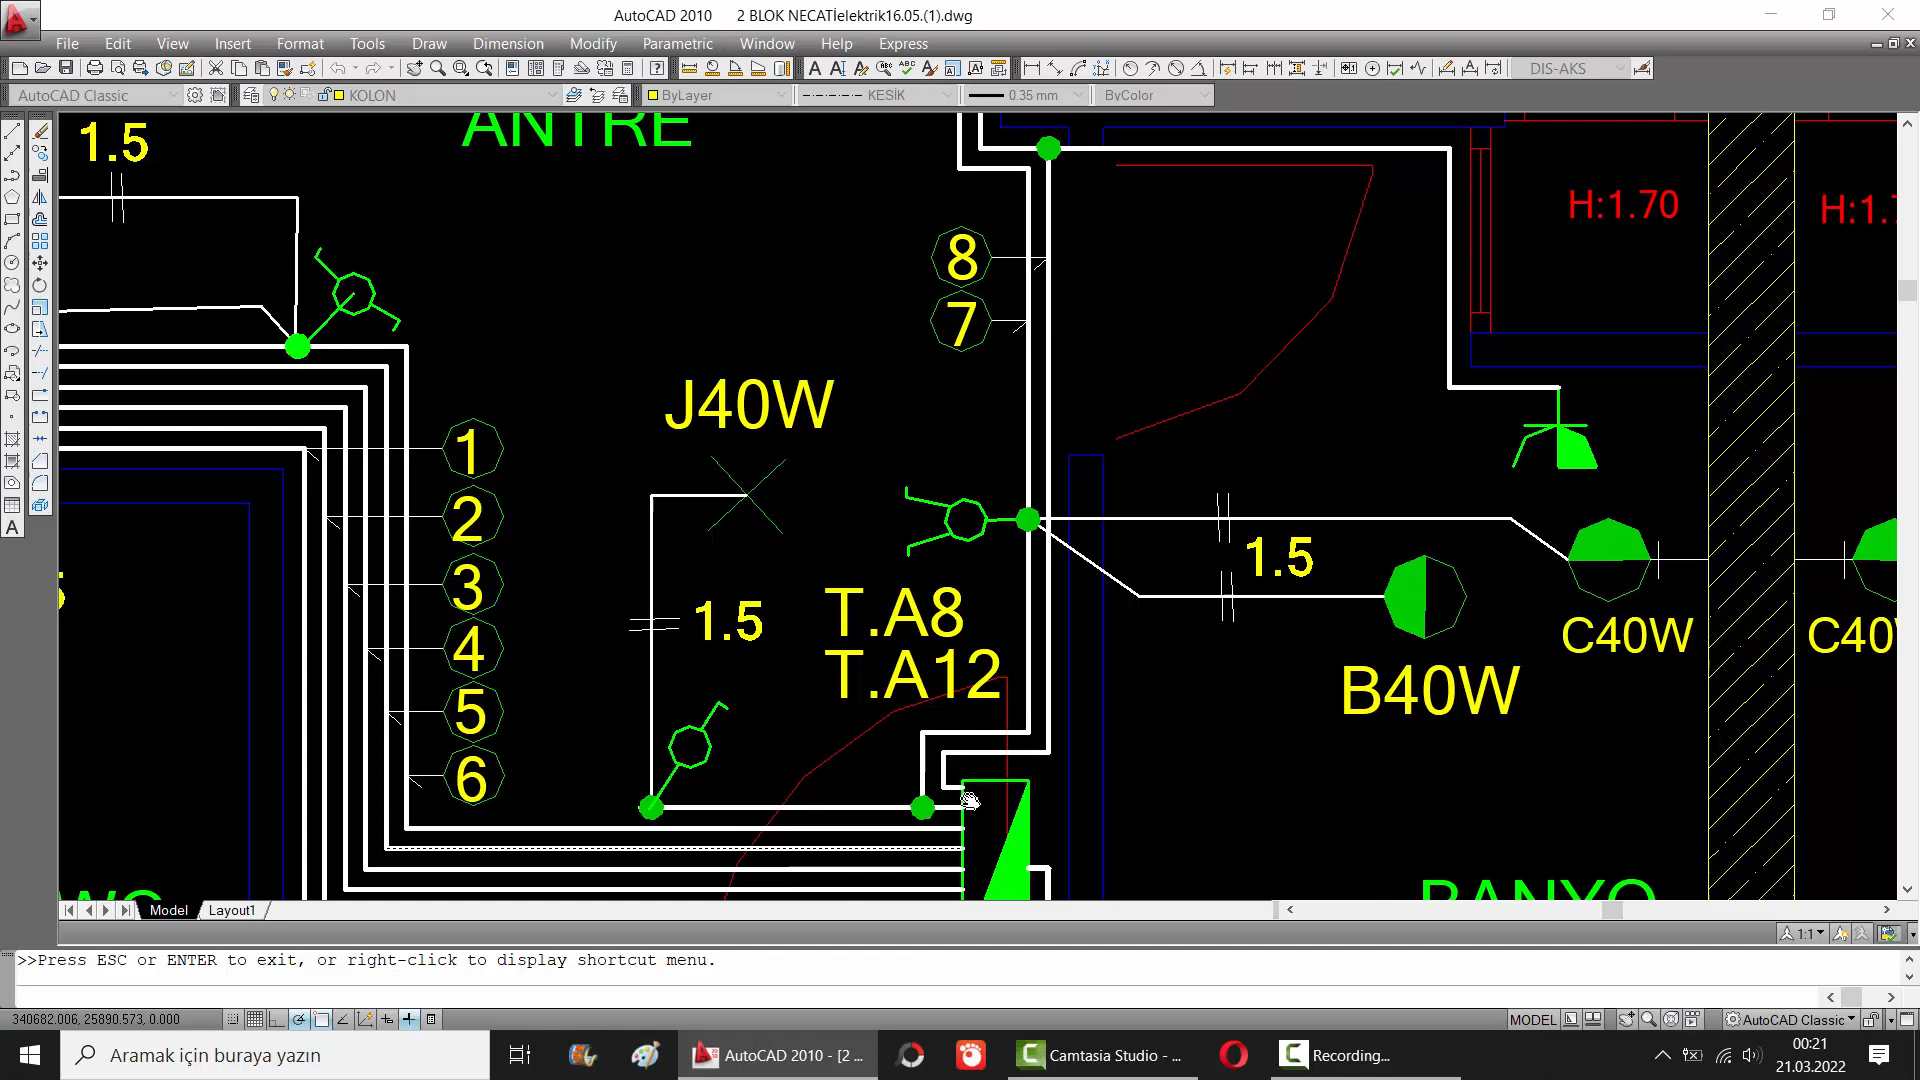 AutoCAD 2010    2 BLOK NECATİelektrik16.05.(1).dwg
File Edit View Insert Format Tools Draw Dimension Modify Parametric Window Help Express
DIS-AKS
AutoCAD Classic
KOLON
ByLayer
KESİK
0.35 mm
ByColor
1.5
ANTRE
H:1.70
8
7
J40W
1
2
3
4
5
6
1.5
T.A8
T.A12
1.5
C40W
B40W
BANYO
Model Layout1
1:1
>>Press ESC or ENTER to exit, or right-click to display shortcut menu.
340682.006, 25890.573, 0.000
MODEL
AutoCAD Classic
Aramak için buraya yazın
AutoCAD 2010 - [2 ...
Camtasia Studio - ...
Recording...
00:21
21.03.2022